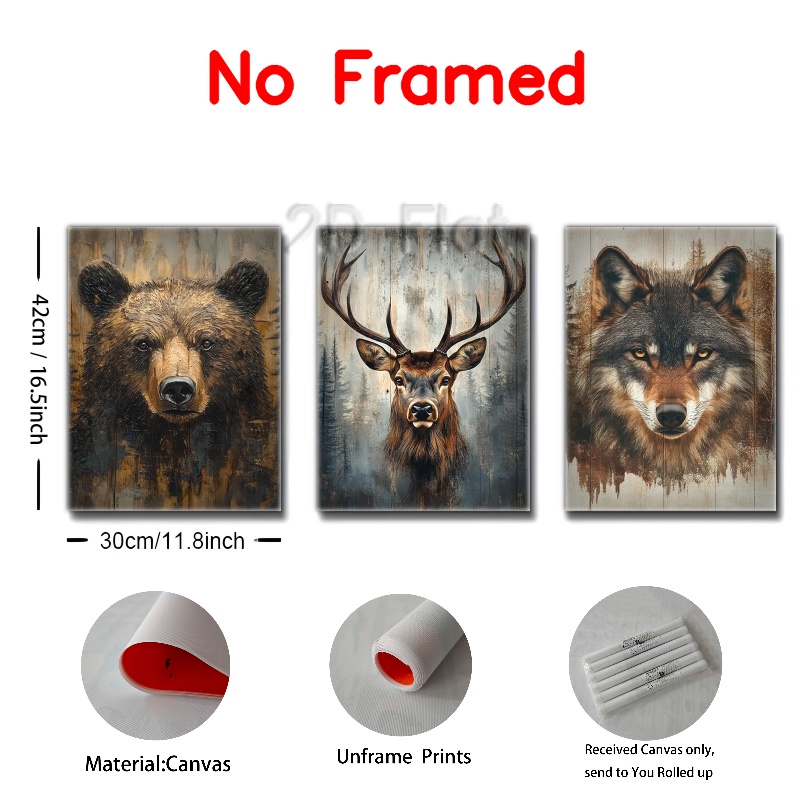 No Framed
2D Flat
42cm / 16.5inch
30cm/11.8inch
Material:Canvas
Unframe Prints
Received Canvas only,
send to You Rolled up